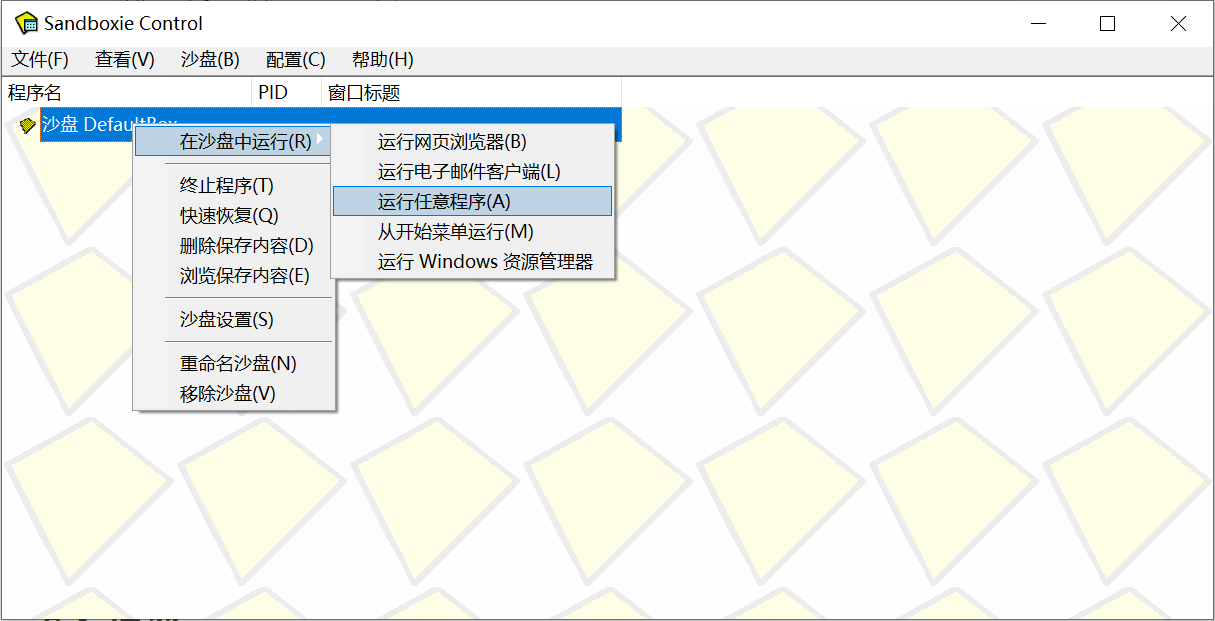 Sandboxie Control
文件(F) 查看(V) 沙盘(B) 配置(C) 帮助(H)
程序名 PID 窗口标题
沙盘 DefaultBox
在沙盘中运行(R)
终止程序(T)
快速恢复(Q)
删除保存内容(D)
浏览保存内容(E)
沙盘设置(S)
重命名沙盘(N)
移除沙盘(V)
运行网页浏览器(B)
运行电子邮件客户端(L)
运行任意程序(A)
从开始菜单运行(M)
运行 Windows 资源管理器